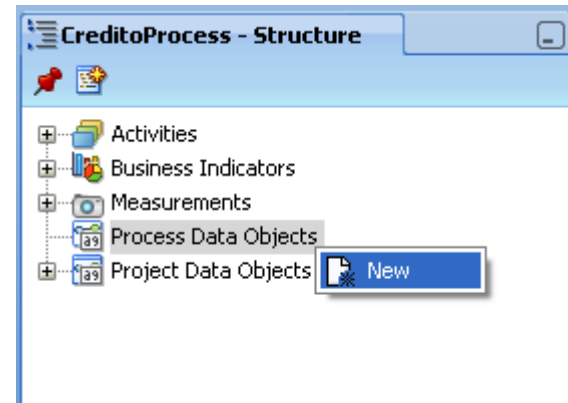 CreditoProcess - Structure
Activities
Business Indicators
Measurements
Process Data Objects
Project Data Objects
New